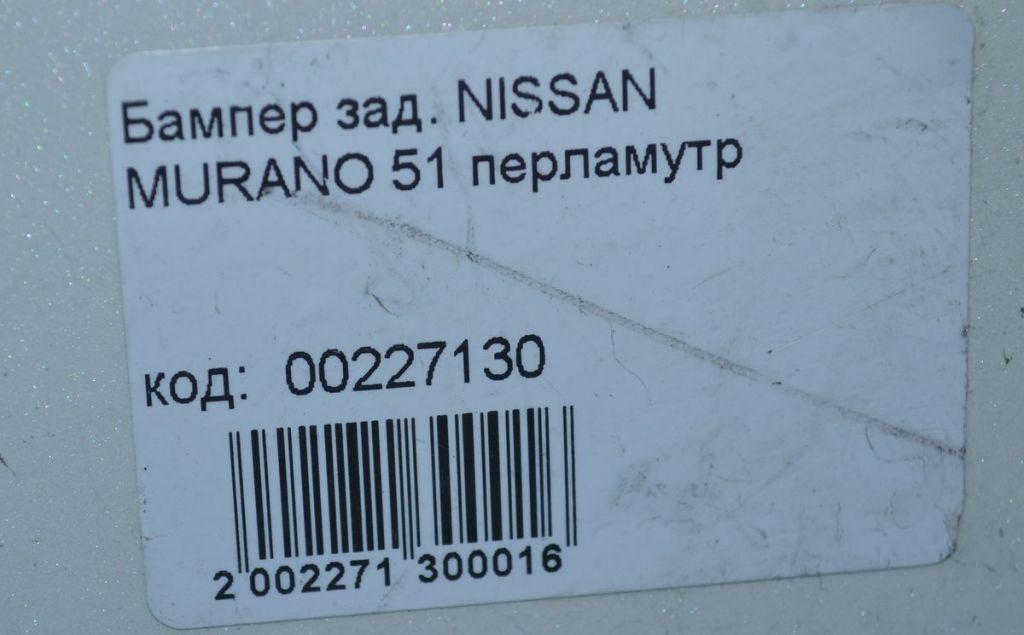 Бампер зад. NISSAN
MURANO 51 перламутр
код: 00227130
2 002271 300016